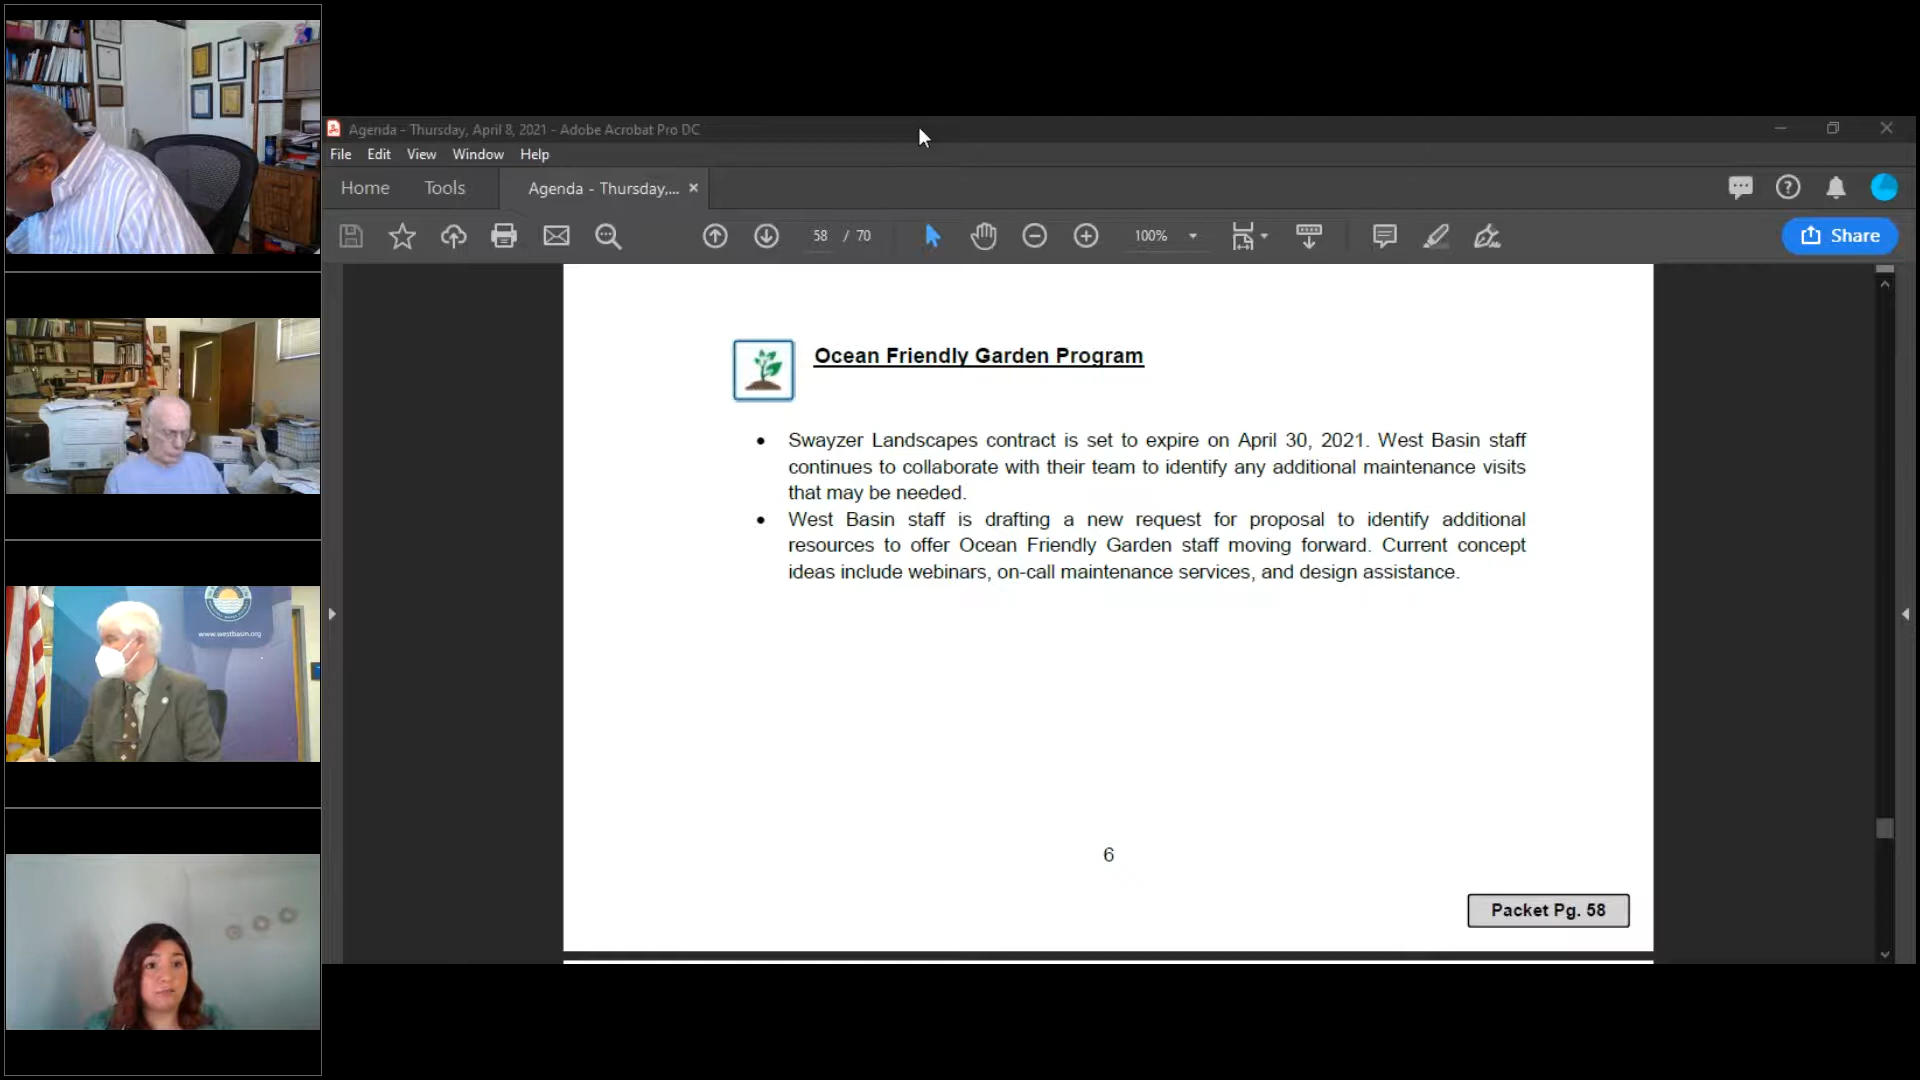 Agenda - Thursday, April 8, 2021 - Adobe Acrobat Pro DC
File Edit View Window Help
Home Tools Agenda - Thursday,...
58 / 70 100% Share
Ocean Friendly Garden Program
• Swayzer Landscapes contract is set to expire on April 30, 2021. West Basin staff
continues to collaborate with their team to identify any additional maintenance visits
that may be needed.
• West Basin staff is drafting a new request for proposal to identify additional
resources to offer Ocean Friendly Garden staff moving forward. Current concept
ideas include webinars, on-call maintenance services, and design assistance.
www.westbasin.org
6
Packet Pg. 58